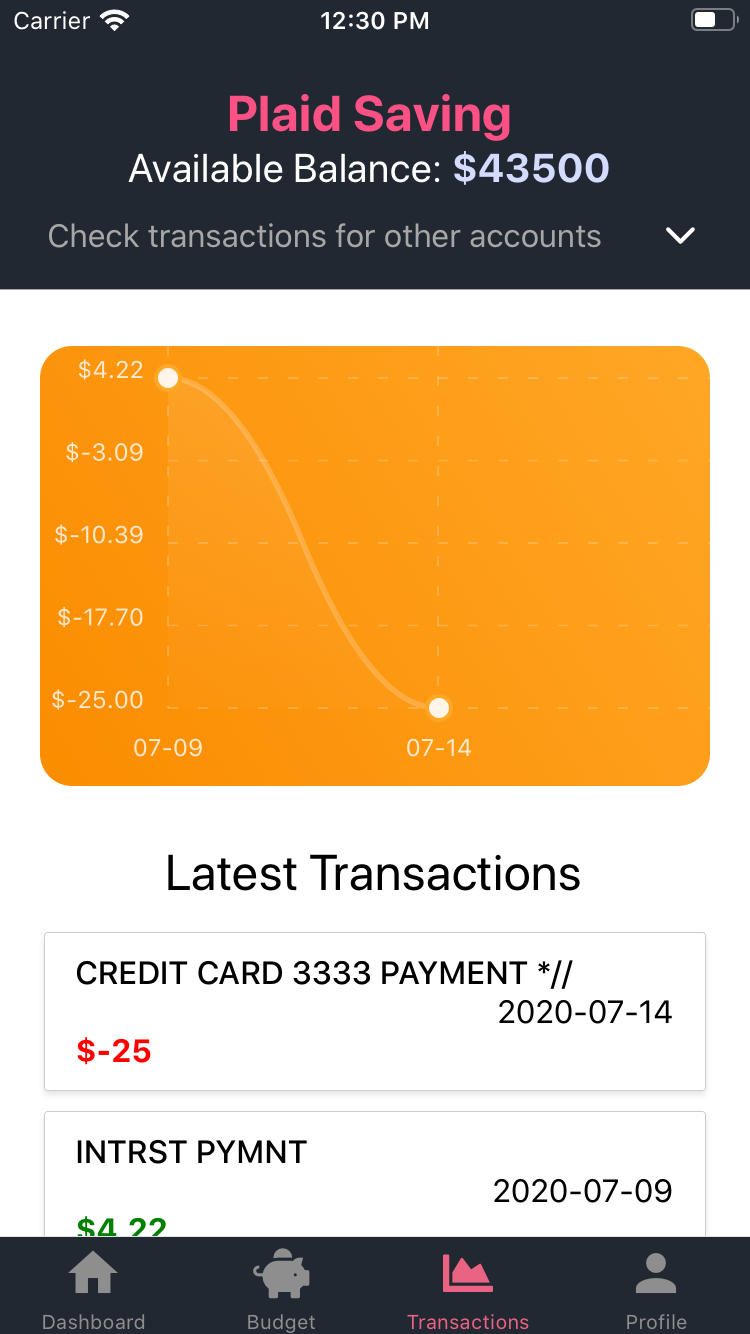 Carrier 12:30 PM
Plaid Saving
Available Balance: $43500
Check transactions for other accounts
$4.22
$-3.09
$-10.39
$-17.70
$-25.00
07-09 07-14
Latest Transactions
CREDIT CARD 3333 PAYMENT *//
2020-07-14
$-25
INTRST PYMNT
2020-07-09
$4.22
Dashboard Budget Transactions Profile